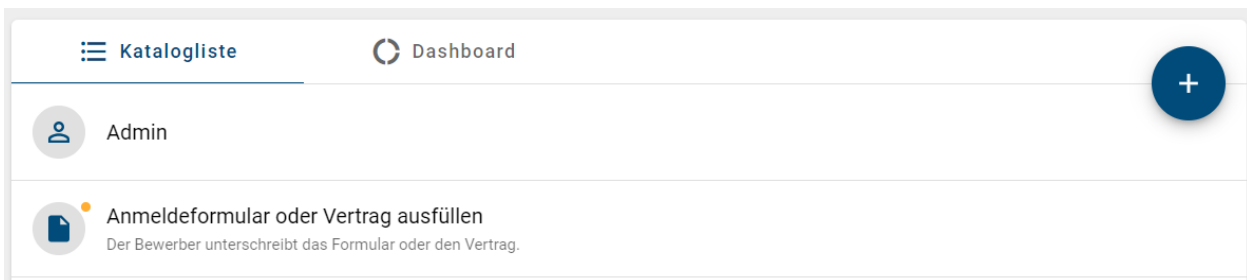 Katalogliste
Dashboard
+
Admin
Anmeldeformular oder Vertrag ausfüllen
Der Bewerber unterschreibt das Formular oder den Vertrag.